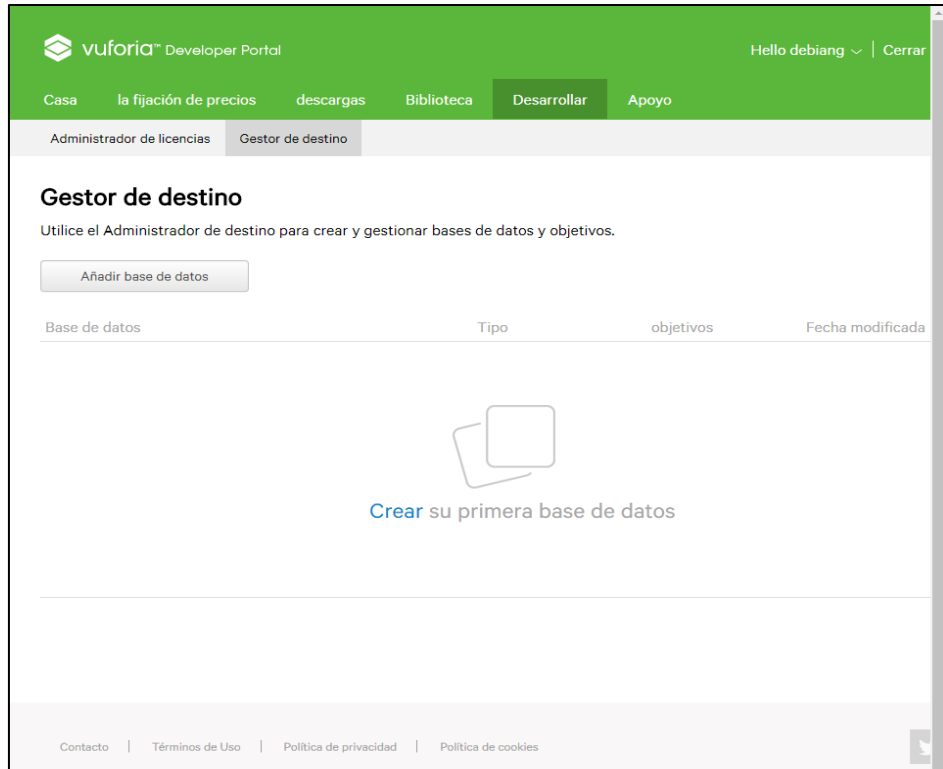 vuforia™ Developer Portal
Hello debiang | Cerrar
Casa la fijación de precios descargas Biblioteca Desarrollar Apoyo
Administrador de licencias Gestor de destino
Gestor de destino
Utilice el Administrador de destino para crear y gestionar bases de datos y objetivos.
Añadir base de datos
Base de datos Tipo objetivos Fecha modificada
Crear su primera base de datos
Contacto | Términos de Uso | Política de privacidad | Política de cookies